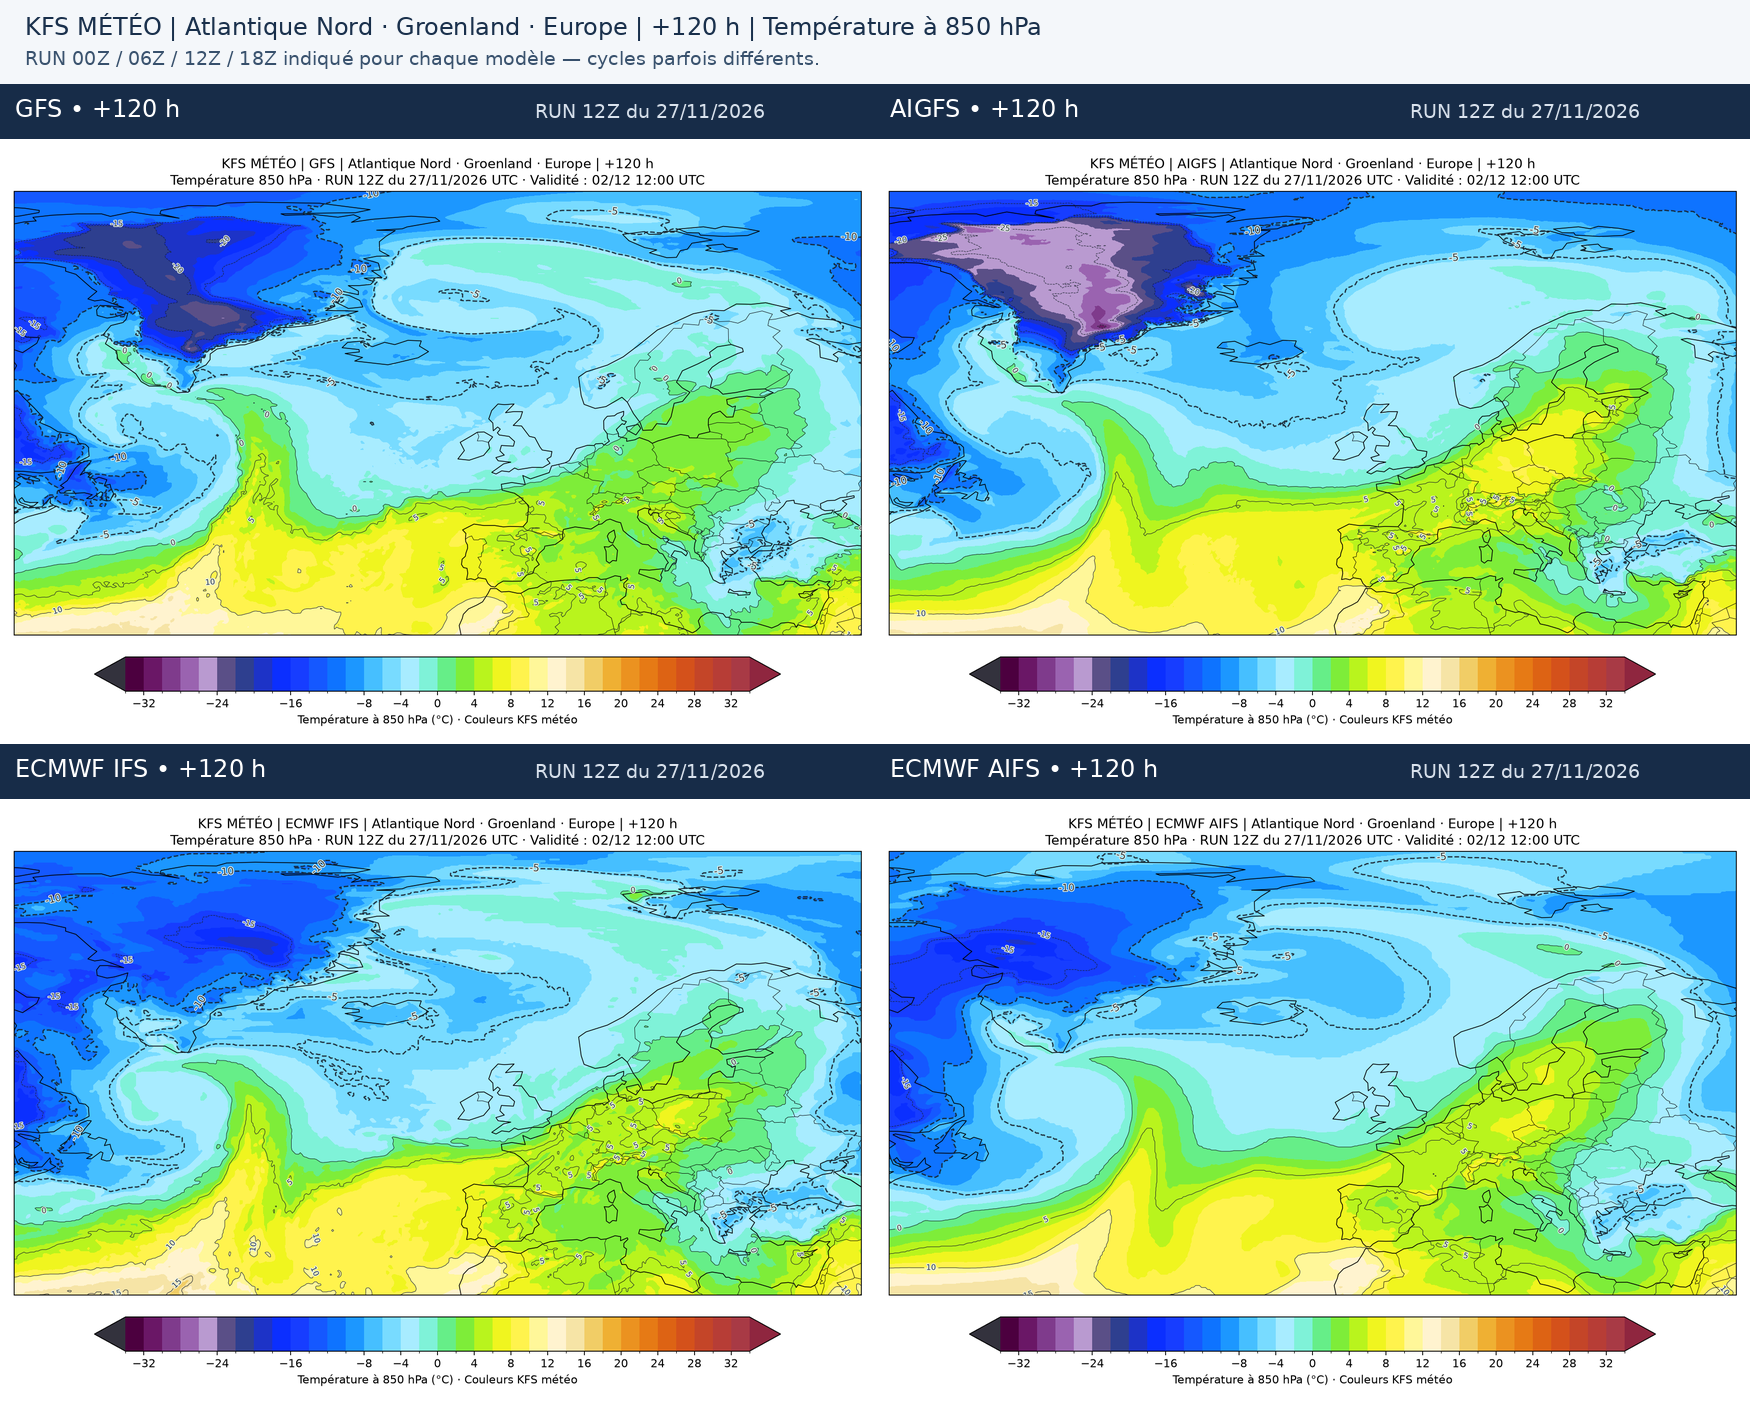 KFS MÉTÉO | Atlantique Nord · Groenland · Europe | +120 h | Température à 850 hPa
RUN 00Z / 06Z / 12Z / 18Z indiqué pour chaque modèle — cycles parfois différents.
GFS • +120 h
RUN 12Z du 27/11/2026
KFS MÉTÉO | GFS | Atlantique Nord · Groenland · Europe | +120 h
Température 850 hPa · RUN 12Z du 27/11/2026 UTC · Validité : 02/12 12:00 UTC
−32 −24 −16 −8 −4 0 4 8 12 16 20 24 28 32
Température à 850 hPa (°C) · Couleurs KFS météo
AIGFS • +120 h
RUN 12Z du 27/11/2026
KFS MÉTÉO | AIGFS | Atlantique Nord · Groenland · Europe | +120 h
Température 850 hPa · RUN 12Z du 27/11/2026 UTC · Validité : 02/12 12:00 UTC
−32 −24 −16 −8 −4 0 4 8 12 16 20 24 28 32
Température à 850 hPa (°C) · Couleurs KFS météo
ECMWF IFS • +120 h
RUN 12Z du 27/11/2026
KFS MÉTÉO | ECMWF IFS | Atlantique Nord · Groenland · Europe | +120 h
Température 850 hPa · RUN 12Z du 27/11/2026 UTC · Validité : 02/12 12:00 UTC
−32 −24 −16 −8 −4 0 4 8 12 16 20 24 28 32
Température à 850 hPa (°C) · Couleurs KFS météo
ECMWF AIFS • +120 h
RUN 12Z du 27/11/2026
KFS MÉTÉO | ECMWF AIFS | Atlantique Nord · Groenland · Europe | +120 h
Température 850 hPa · RUN 12Z du 27/11/2026 UTC · Validité : 02/12 12:00 UTC
−32 −24 −16 −8 −4 0 4 8 12 16 20 24 28 32
Température à 850 hPa (°C) · Couleurs KFS météo